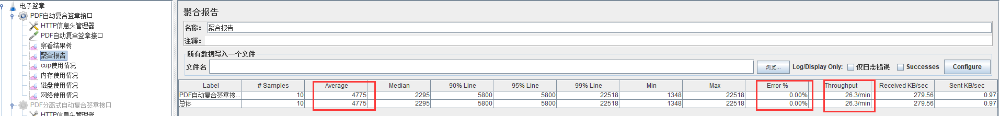 电子签章
PDF自动复合签章接口
HTTP信息头管理器
PDF自动复合签章接口
察看结果树
聚合报告
cup使用情况
内存使用情况
磁盘使用情况
网络使用情况
PDF分离式自动复合签章接口
HTTP信息头管理器
聚合报告
名称： 聚合报告
注释：
所有数据写入一个文件
文件名 浏览... Log/Display Only: 仅日志错误 Successes Configure
Label # Samples Average Median 90% Line 95% Line 99% Line Min Max Error % Throughput Received KB/sec Sent KB/sec
PDF自动复合签章接... 10 4775 2295 5800 5800 22518 1348 22518 0.00% 26.3/min 279.56 0.97
总体 10 4775 2295 5800 5800 22518 1348 22518 0.00% 26.3/min 279.56 0.97